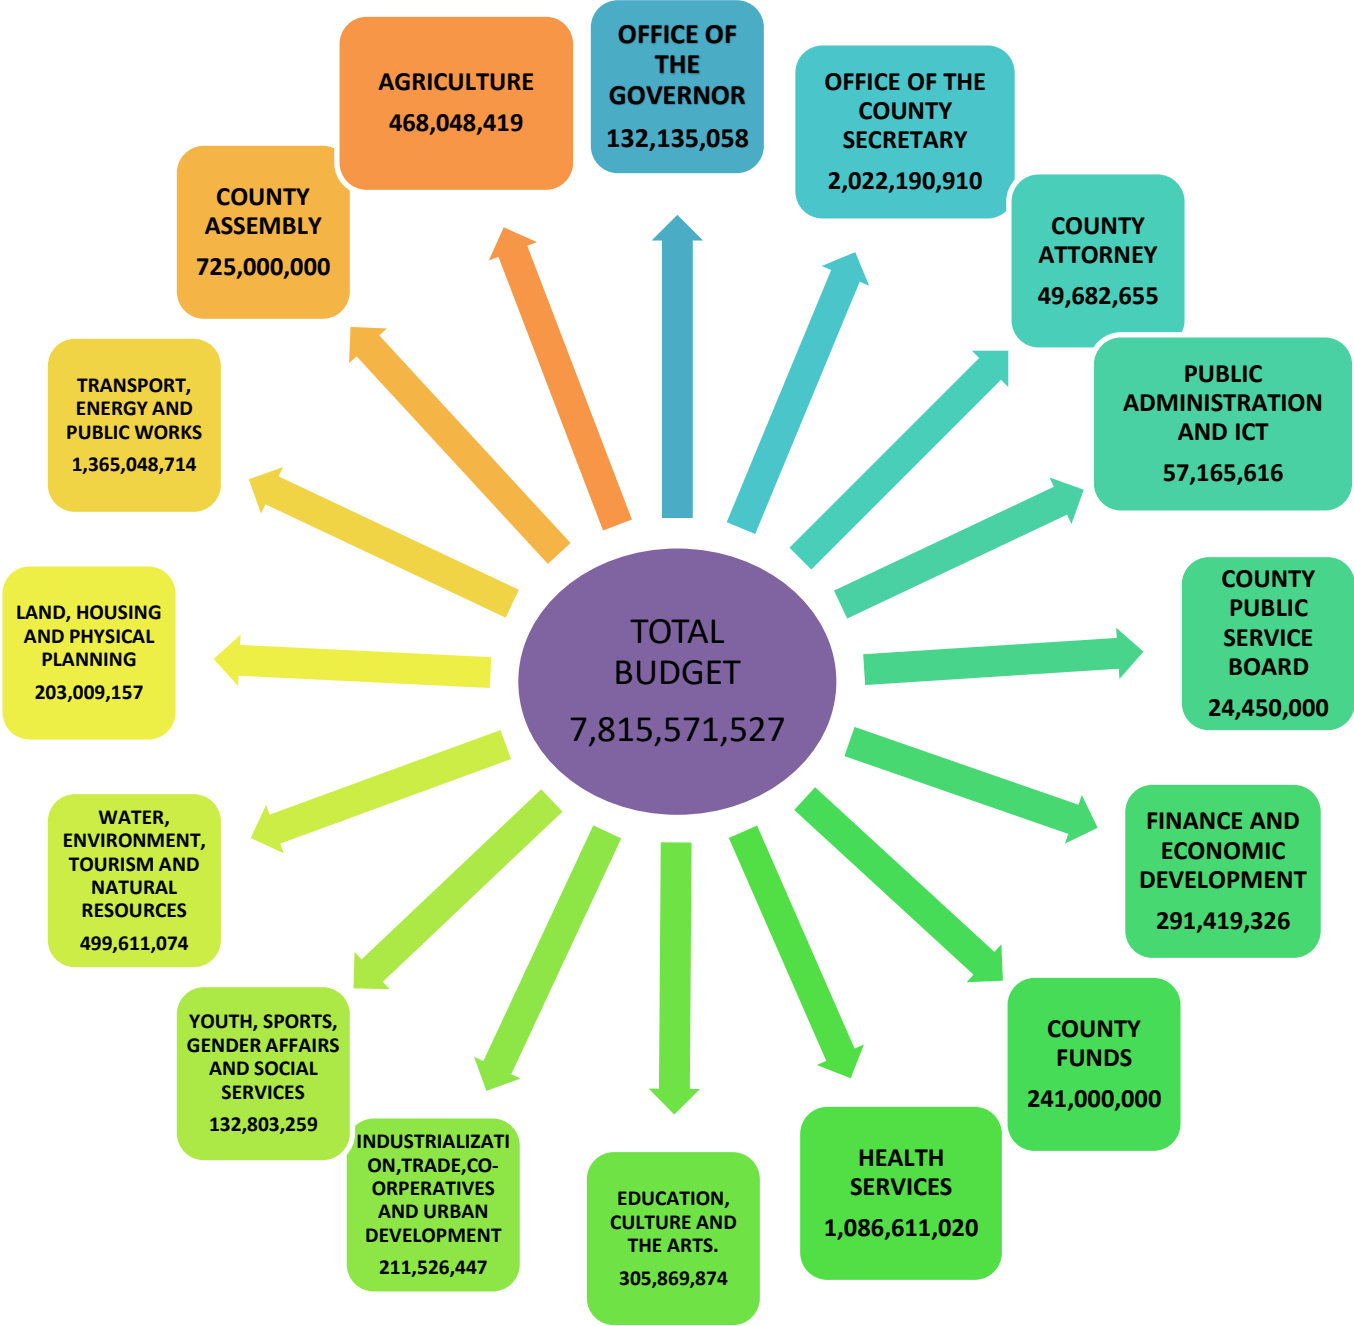 OFFICE OF
THE
GOVERNOR
132,135,058
OFFICE OF THE
COUNTY
SECRETARY
2,022,190,910
COUNTY
ATTORNEY
49,682,655
PUBLIC
ADMINISTRATION
AND ICT
57,165,616
COUNTY
PUBLIC
SERVICE
BOARD
24,450,000
FINANCE AND
ECONOMIC
DEVELOPMENT
291,419,326
COUNTY
FUNDS
241,000,000
HEALTH
SERVICES
1,086,611,020
EDUCATION,
CULTURE AND
THE ARTS.
305,869,874
INDUSTRIALIZATI
ON,TRADE,CO-
ORPERATIVES
AND URBAN
DEVELOPMENT
211,526,447
YOUTH, SPORTS,
GENDER AFFAIRS
AND SOCIAL
SERVICES
132,803,259
WATER,
ENVIRONMENT,
TOURISM AND
NATURAL
RESOURCES
499,611,074
LAND, HOUSING
AND PHYSICAL
PLANNING
203,009,157
TRANSPORT,
ENERGY AND
PUBLIC WORKS
1,365,048,714
COUNTY
ASSEMBLY
725,000,000
AGRICULTURE
468,048,419
TOTAL
BUDGET
7,815,571,527